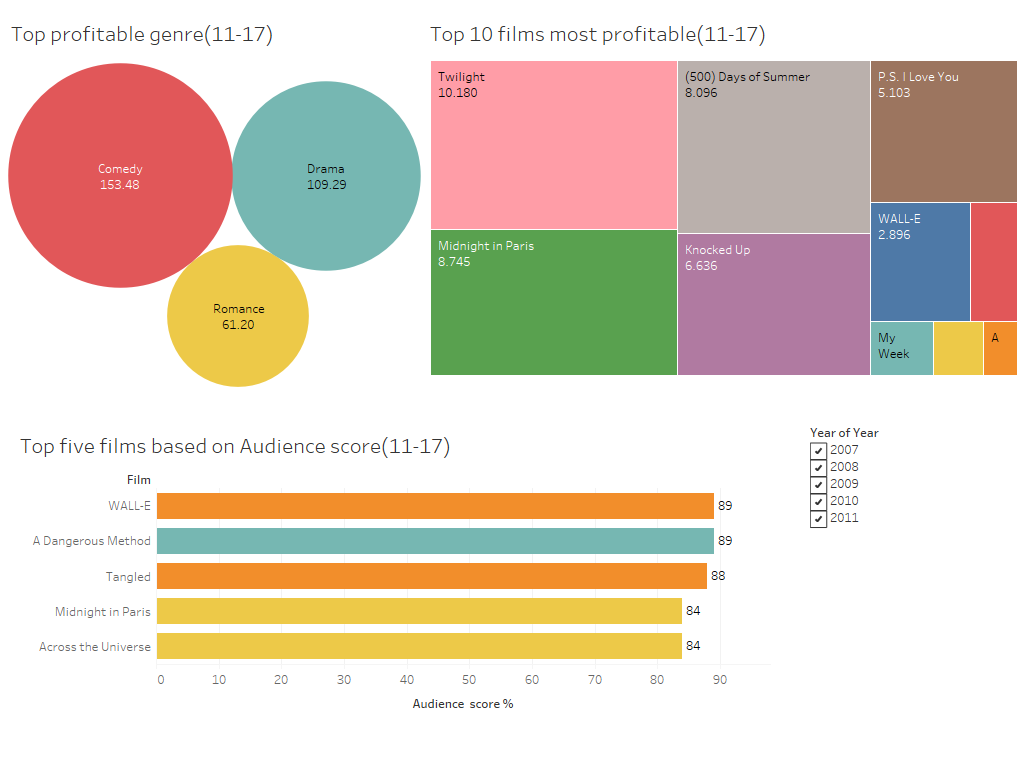 Top profitable genre(11-17)
Comedy
153.48
Drama
109.29
Romance
61.20
Top 10 films most profitable(11-17)
Twilight
10.180
(500) Days of Summer
8.096
P.S. I Love You
5.103
Midnight in Paris
8.745
Knocked Up
6.636
WALL-E
2.896
My
Week
A
Top five films based on Audience score(11-17)
Film
WALL-E
89
A Dangerous Method
89
Tangled
88
Midnight in Paris
84
Across the Universe
84
0 10 20 30 40 50 60 70 80 90
Audience score %
Year of Year
2007
2008
2009
2010
2011